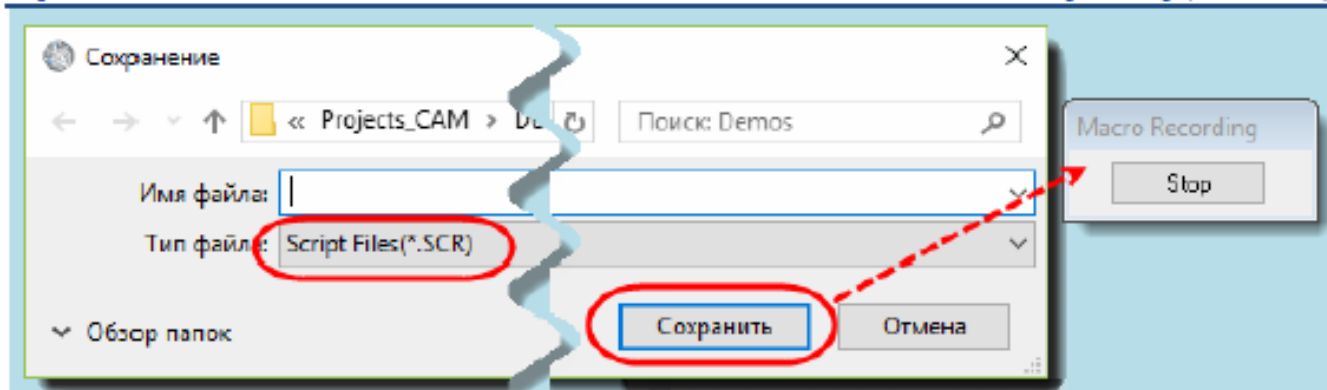 Сохранение
« Projects_CAM > De
Поиск: Demos
Имя файла:
Тип файла: Script Files(*.SCR)
Обзор папок
Сохранить
Отмена
Macro Recording
Stop